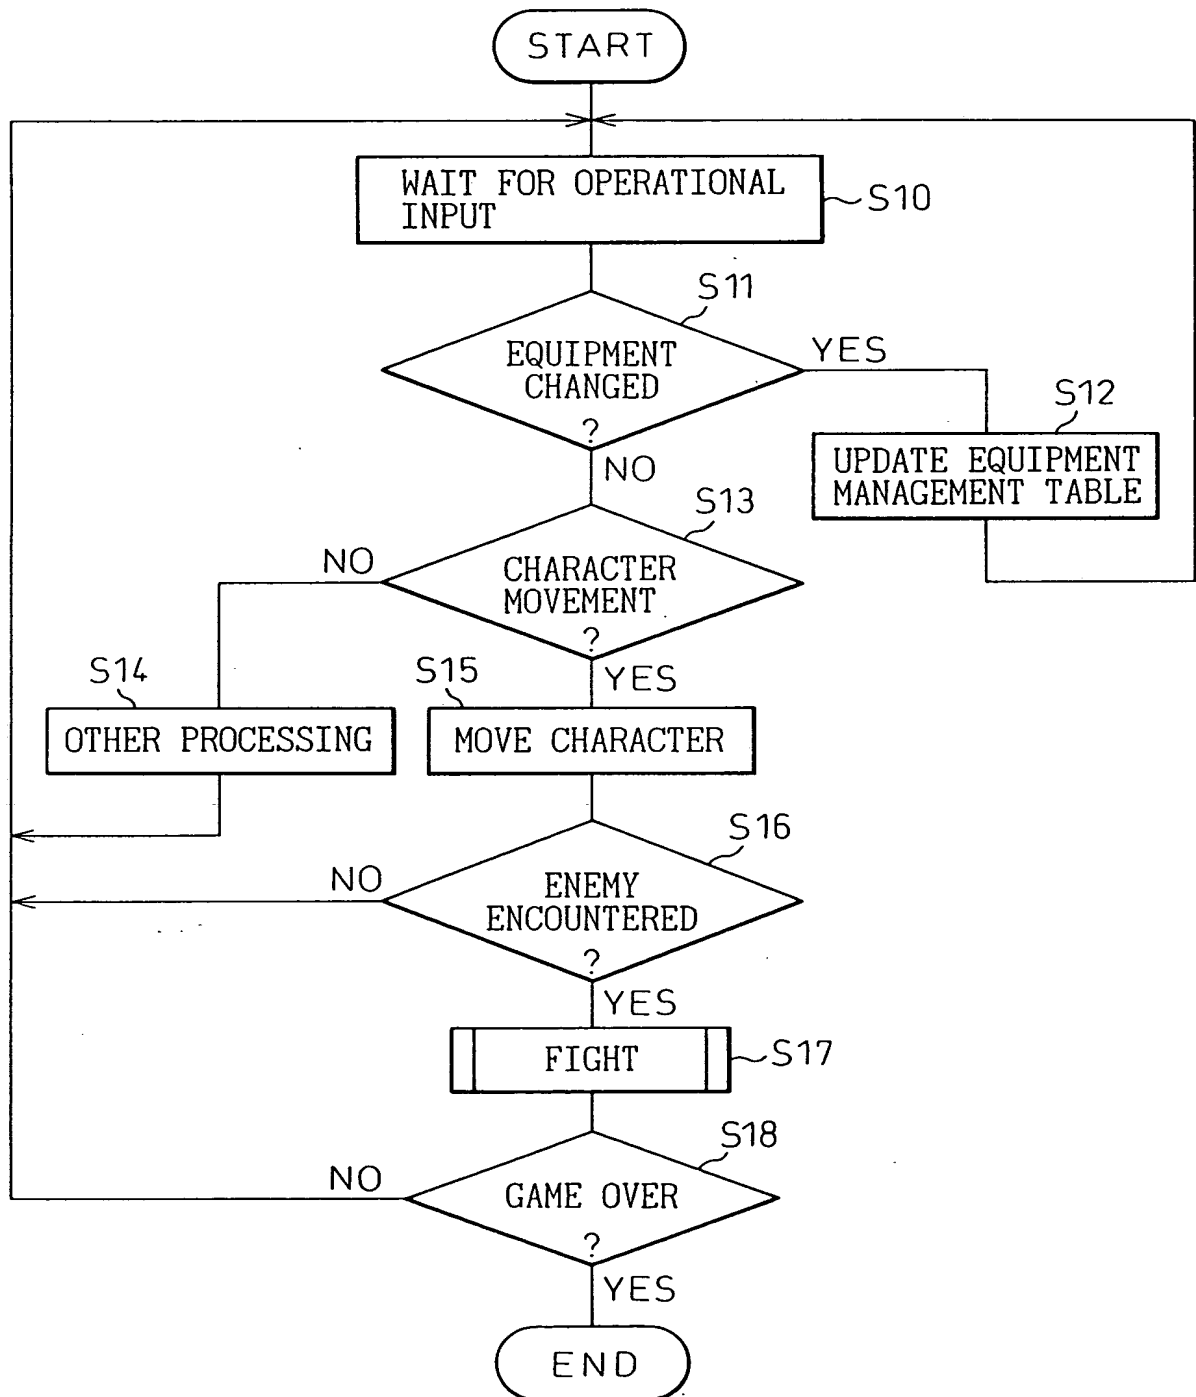 START
WAIT FOR OPERATIONAL
INPUT
S10
S11
EQUIPMENT
CHANGED
?
YES
S12
UPDATE EQUIPMENT
MANAGEMENT TABLE
NO
S13
NO
CHARACTER
MOVEMENT
?
YES
S14
OTHER PROCESSING
S15
MOVE CHARACTER
S16
NO
ENEMY
ENCOUNTERED
?
YES
FIGHT
S17
S18
NO
GAME OVER
?
YES
END